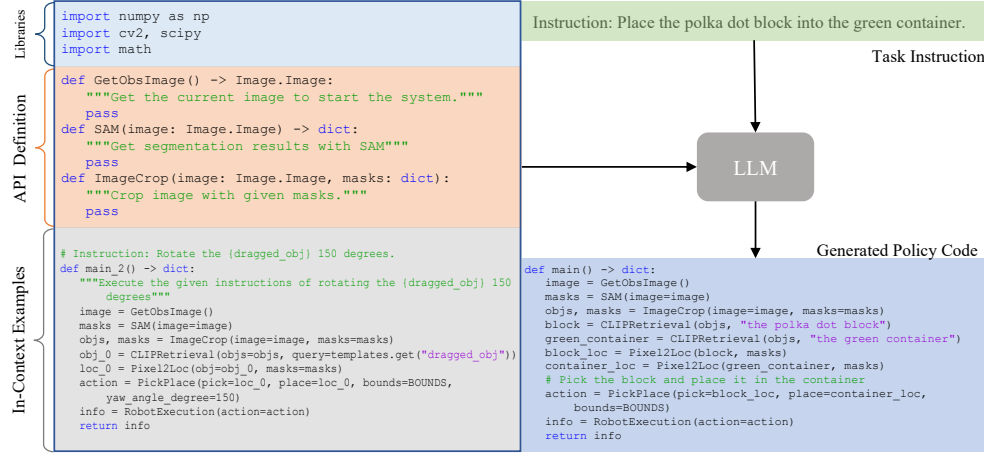 Libraries
import numpy as np
import cv2, scipy
import math
API Definition
def GetObsImage() -> Image.Image:
"""Get the current image to start the system."""
pass
def SAM(image: Image.Image) -> dict:
"""Get segmentation results with SAM"""
pass
def ImageCrop(image: Image.Image, masks: dict):
"""Crop image with given masks."""
pass
In-Context Examples
# Instruction: Rotate the {dragged_obj} 150 degrees.
def main_2() -> dict:
"""Execute the given instructions of rotating the {dragged_obj} 150
degrees"""
image = GetObsImage()
masks = SAM(image=image)
objs, masks = ImageCrop(image=image, masks=masks)
obj_0 = CLIPRetrieval(objs=objs, query=templates.get("dragged_obj"))
loc_0 = Pixel2Loc(obj=obj_0, masks=masks)
action = PickPlace(pick=loc_0, place=loc_0, bounds=BOUNDS,
yaw_angle_degree=150)
info = RobotExecution(action=action)
return info
Instruction: Place the polka dot block into the green container.
Task Instruction
LLM
Generated Policy Code
def main() -> dict:
image = GetObsImage()
masks = SAM(image=image)
objs, masks = ImageCrop(image=image, masks=masks)
block = CLIPRetrieval(objs, "the polka dot block")
green_container = CLIPRetrieval(objs, "the green container")
block_loc = Pixel2Loc(block, masks)
container_loc = Pixel2Loc(green_container, masks)
# Pick the block and place it in the container
action = PickPlace(pick=block_loc, place=container_loc,
bounds=BOUNDS)
info = RobotExecution(action=action)
return info